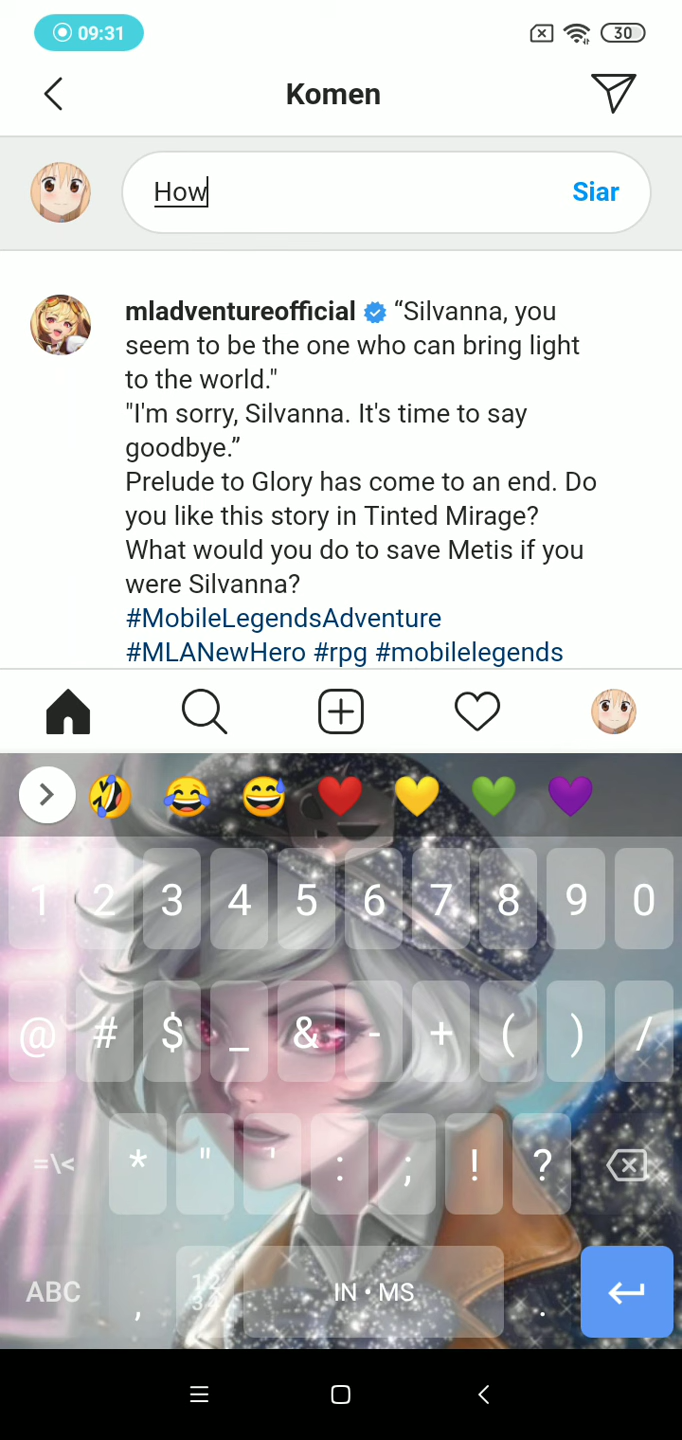 09:31
30
Komen
How
Siar
mladventureofficial “Silvanna, you
seem to be the one who can bring light
to the world."
"I'm sorry, Silvanna. It's time to say
goodbye.”
Prelude to Glory has come to an end. Do
you like this story in Tinted Mirage?
What would you do to save Metis if you
were Silvanna?
#MobileLegendsAdventure
#MLANewHero #rpg #mobilelegends
1 2 3 4 5 6 7 8 9 0
@ # $ _ & - + ( ) /
=\< * " ' : ; ! ?
ABC , 12 34 IN • MS .